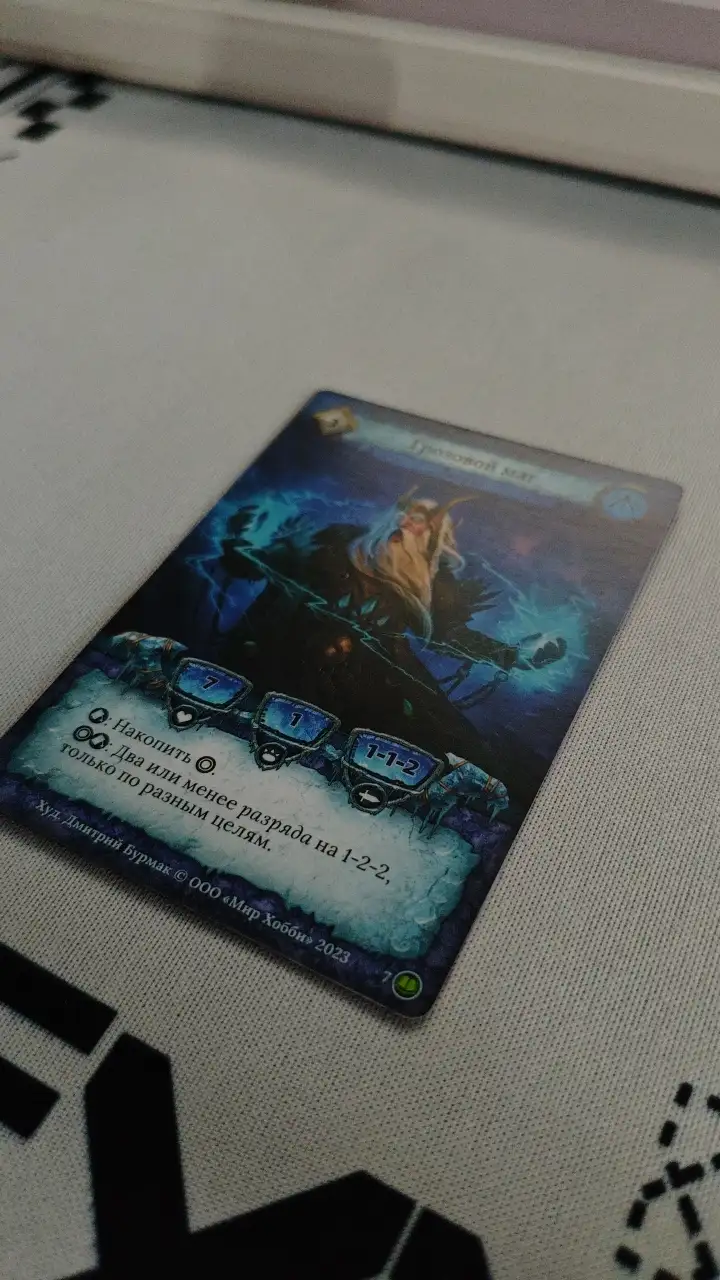 Грозовой маг
7
1
1-1-2
: Накопить .
: Два или менее разряда на 1-2-2,
только по разным целям.
Худ. Дмитрий Бурмак © ООО «Мир Хобби» 2023
7